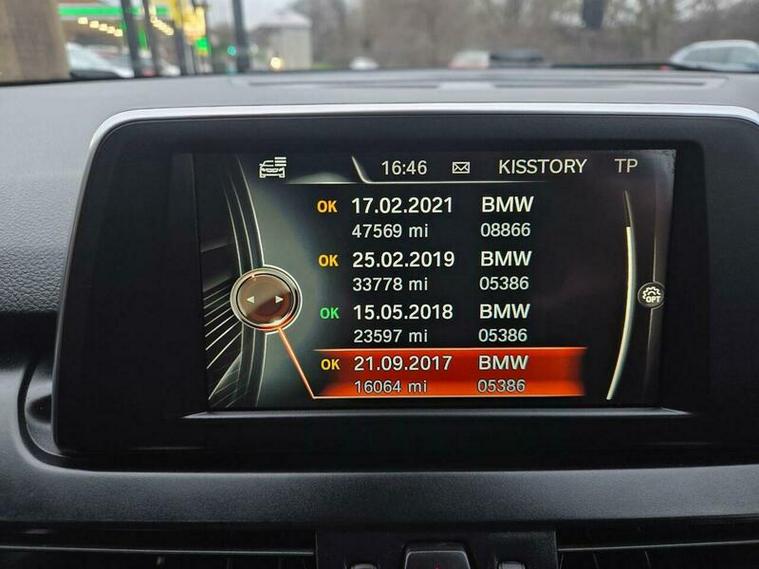 16:46 KISSTORY TP
OK 17.02.2021 BMW
47569 mi 08866
OK 25.02.2019 BMW
33778 mi 05386
OK 15.05.2018 BMW
23597 mi 05386
OK 21.09.2017 BMW
16064 mi 05386
OPT